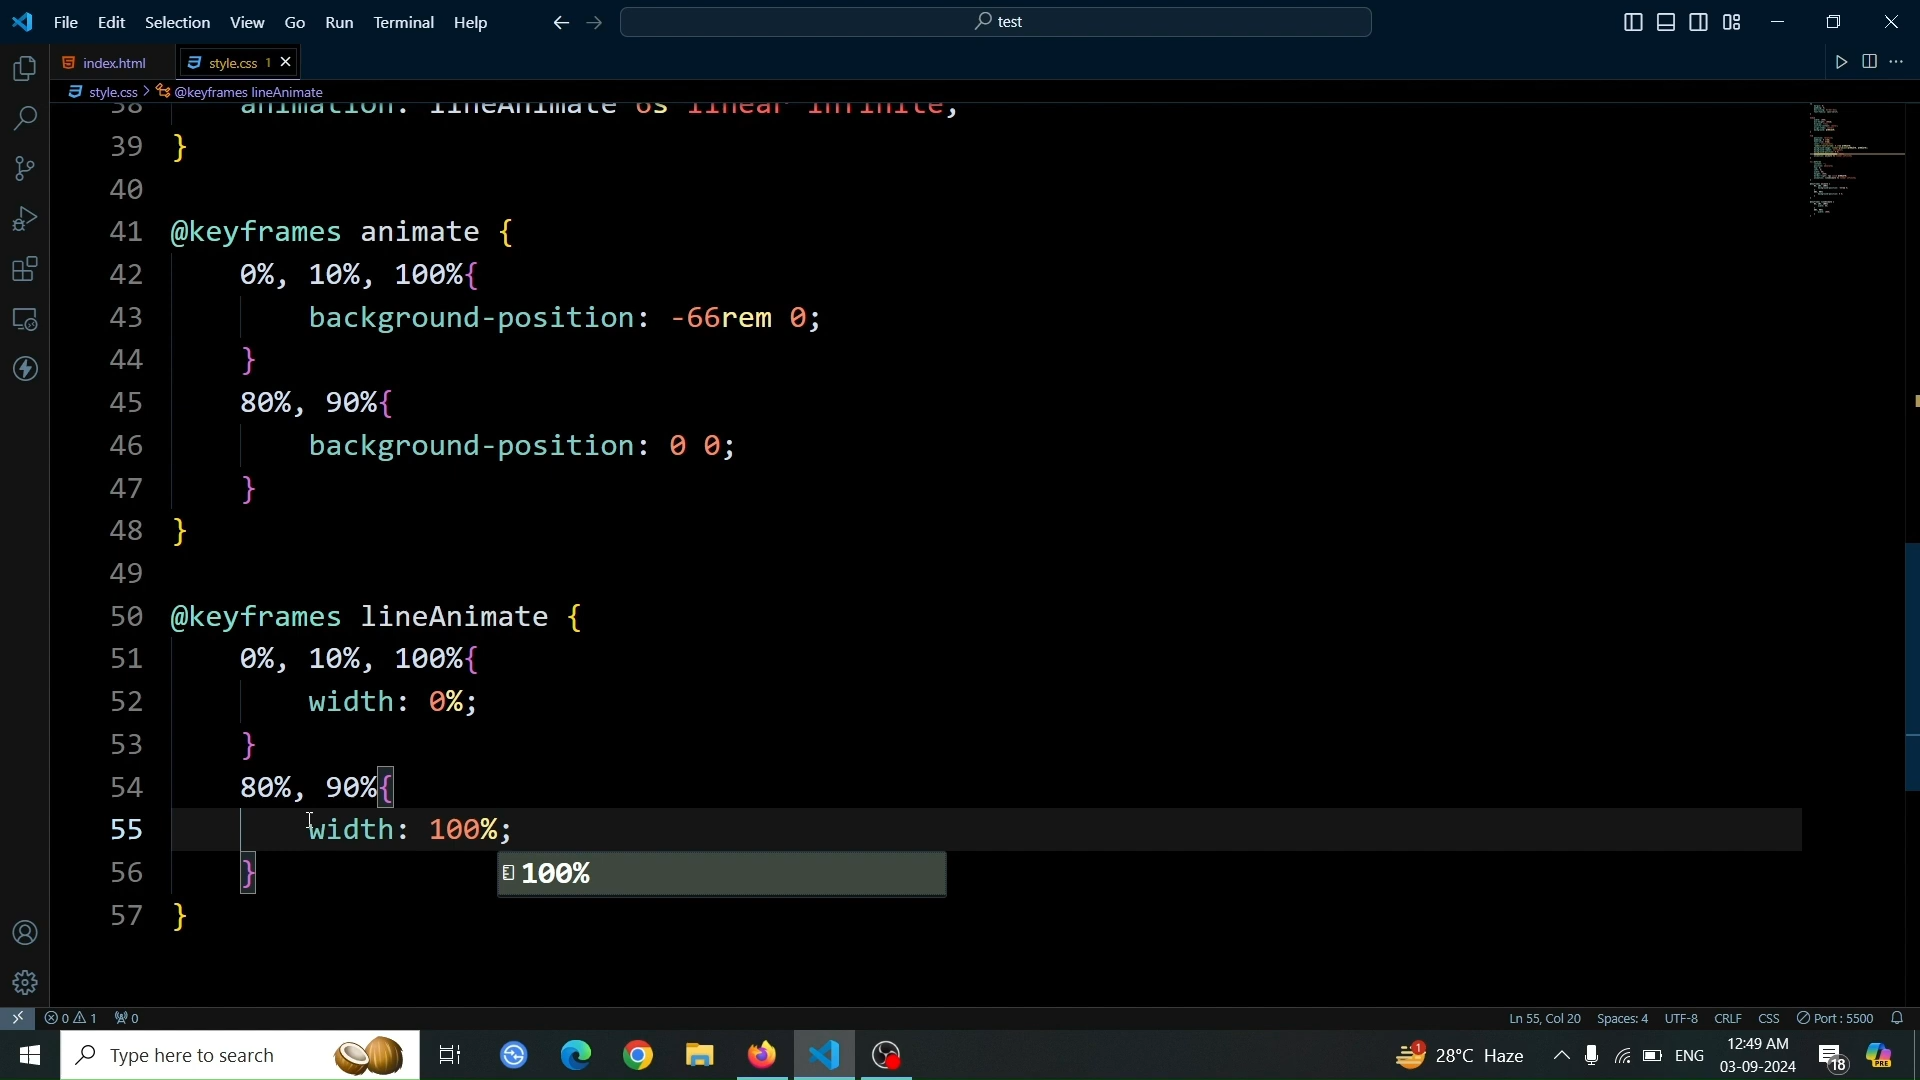 File Edit Selection View Go Run Terminal Help
test
index.html
style.css 1
style.css > @keyframes lineAnimate
38 animation: lineAnimate 6s linear infinite;
39 }
40
41 @keyframes animate {
42 0%, 10%, 100%{
43 background-position: -66rem 0;
44 }
45 80%, 90%{
46 background-position: 0 0;
47 }
48 }
49
50 @keyframes lineAnimate {
51 0%, 10%, 100%{
52 width: 0%;
53 }
54 80%, 90%{
55 width: 100%;
56 }
100%
57 }
0 1 0
Ln 55, Col 20 Spaces: 4 UTF-8 CRLF CSS Port : 5500
Type here to search
1 28°C Haze
ENG
12:49 AM
03-09-2024
18
PRE